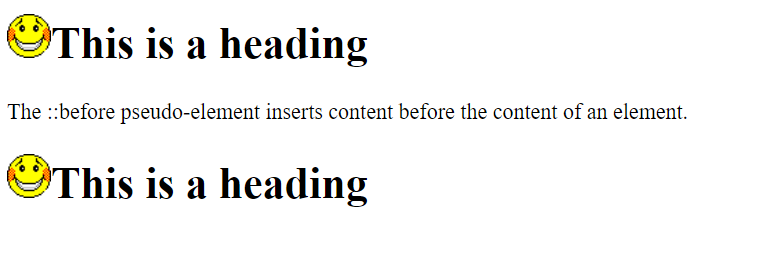 This is a heading
The ::before pseudo-element inserts content before the content of an element.
This is a heading